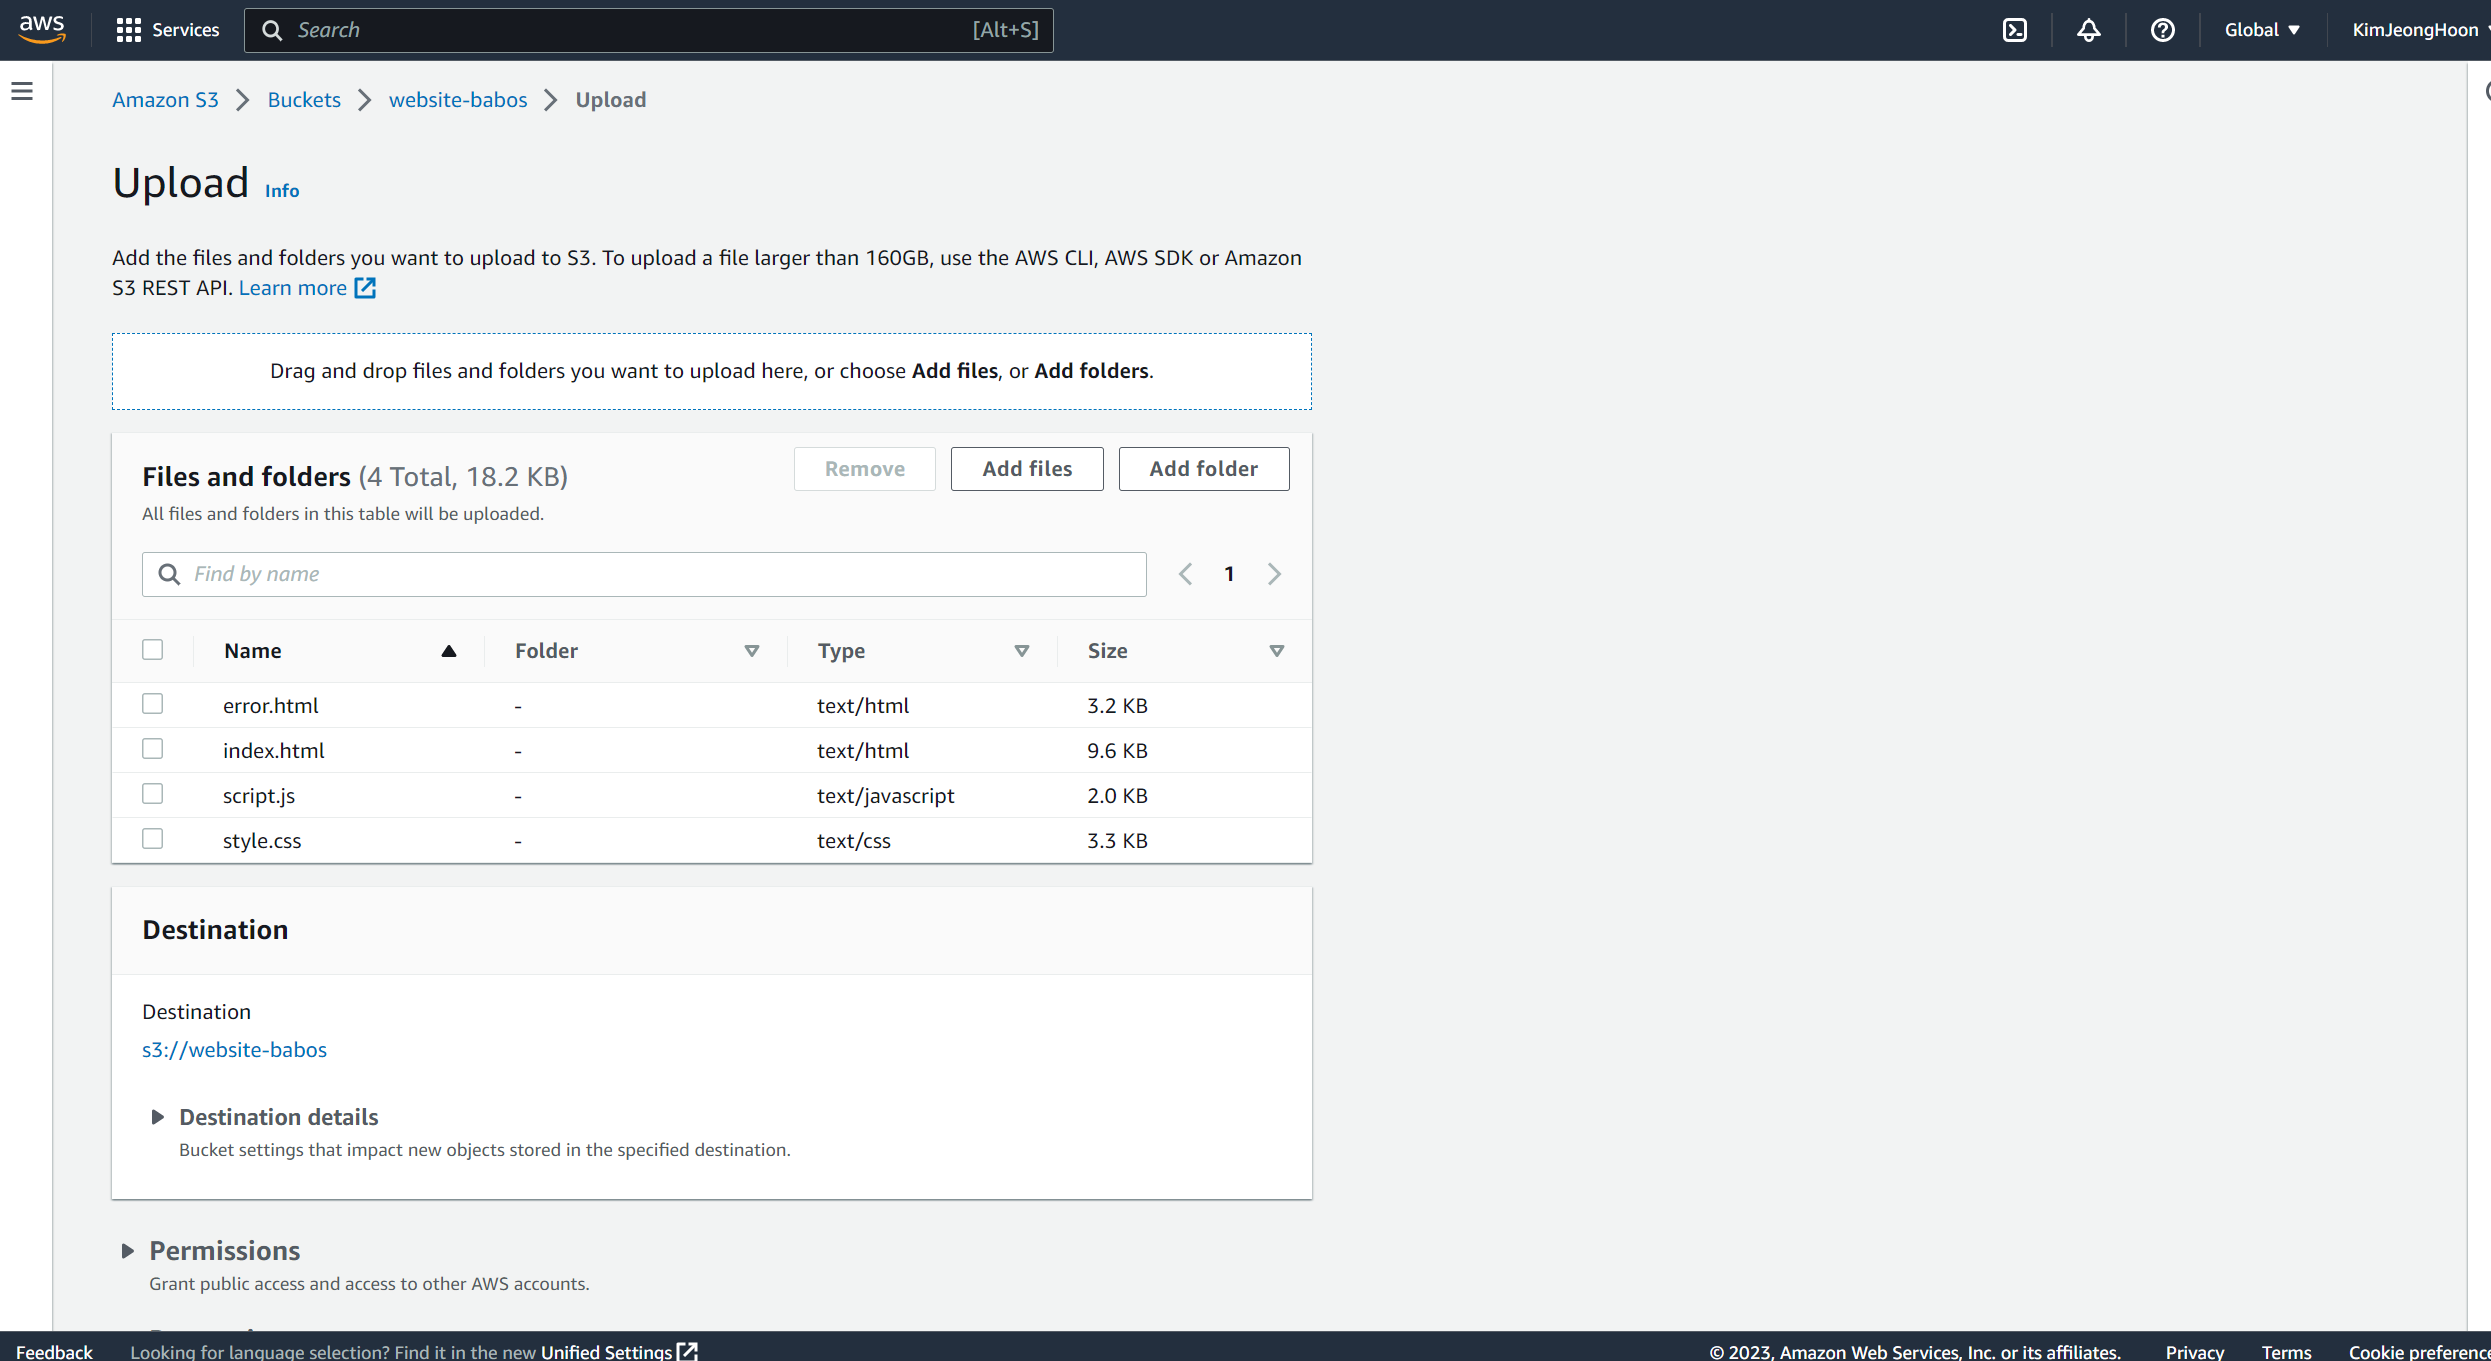 aws Services Search [Alt+S] Global KimJeongHoon
Amazon S3 Buckets website-babos Upload
Upload Info
Add the files and folders you want to upload to S3. To upload a file larger than 160GB, use the AWS CLI, AWS SDK or Amazon
S3 REST API. Learn more
Drag and drop files and folders you want to upload here, or choose Add files, or Add folders.
Files and folders (4 Total, 18.2 KB) Remove Add files Add folder
All files and folders in this table will be uploaded.
Find by name 1
Name Folder Type Size
error.html - text/html 3.2 KB
index.html - text/html 9.6 KB
script.js - text/javascript 2.0 KB
style.css - text/css 3.3 KB
Destination
Destination
s3://website-babos
Destination details
Bucket settings that impact new objects stored in the specified destination.
Permissions
Grant public access and access to other AWS accounts.
Feedback Looking for language selection? Find it in the new Unified Settings © 2023, Amazon Web Services, Inc. or its affiliates. Privacy Terms Cookie preferenc